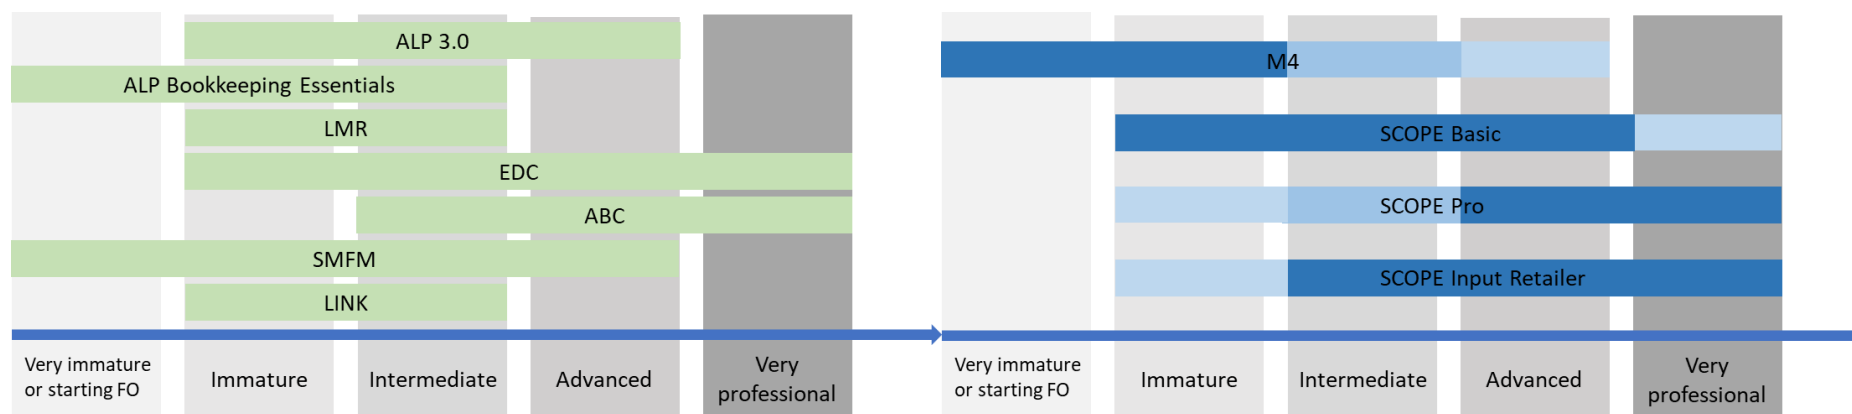 ALP 3.0
ALP Bookkeeping Essentials
LMR
EDC
ABC
SMFM
LINK
Very immature
or starting FO
Immature
Intermediate
Advanced
Very
professional
M4
SCOPE Basic
SCOPE Pro
SCOPE Input Retailer
Very immature
or starting FO
Immature
Intermediate
Advanced
Very
professional